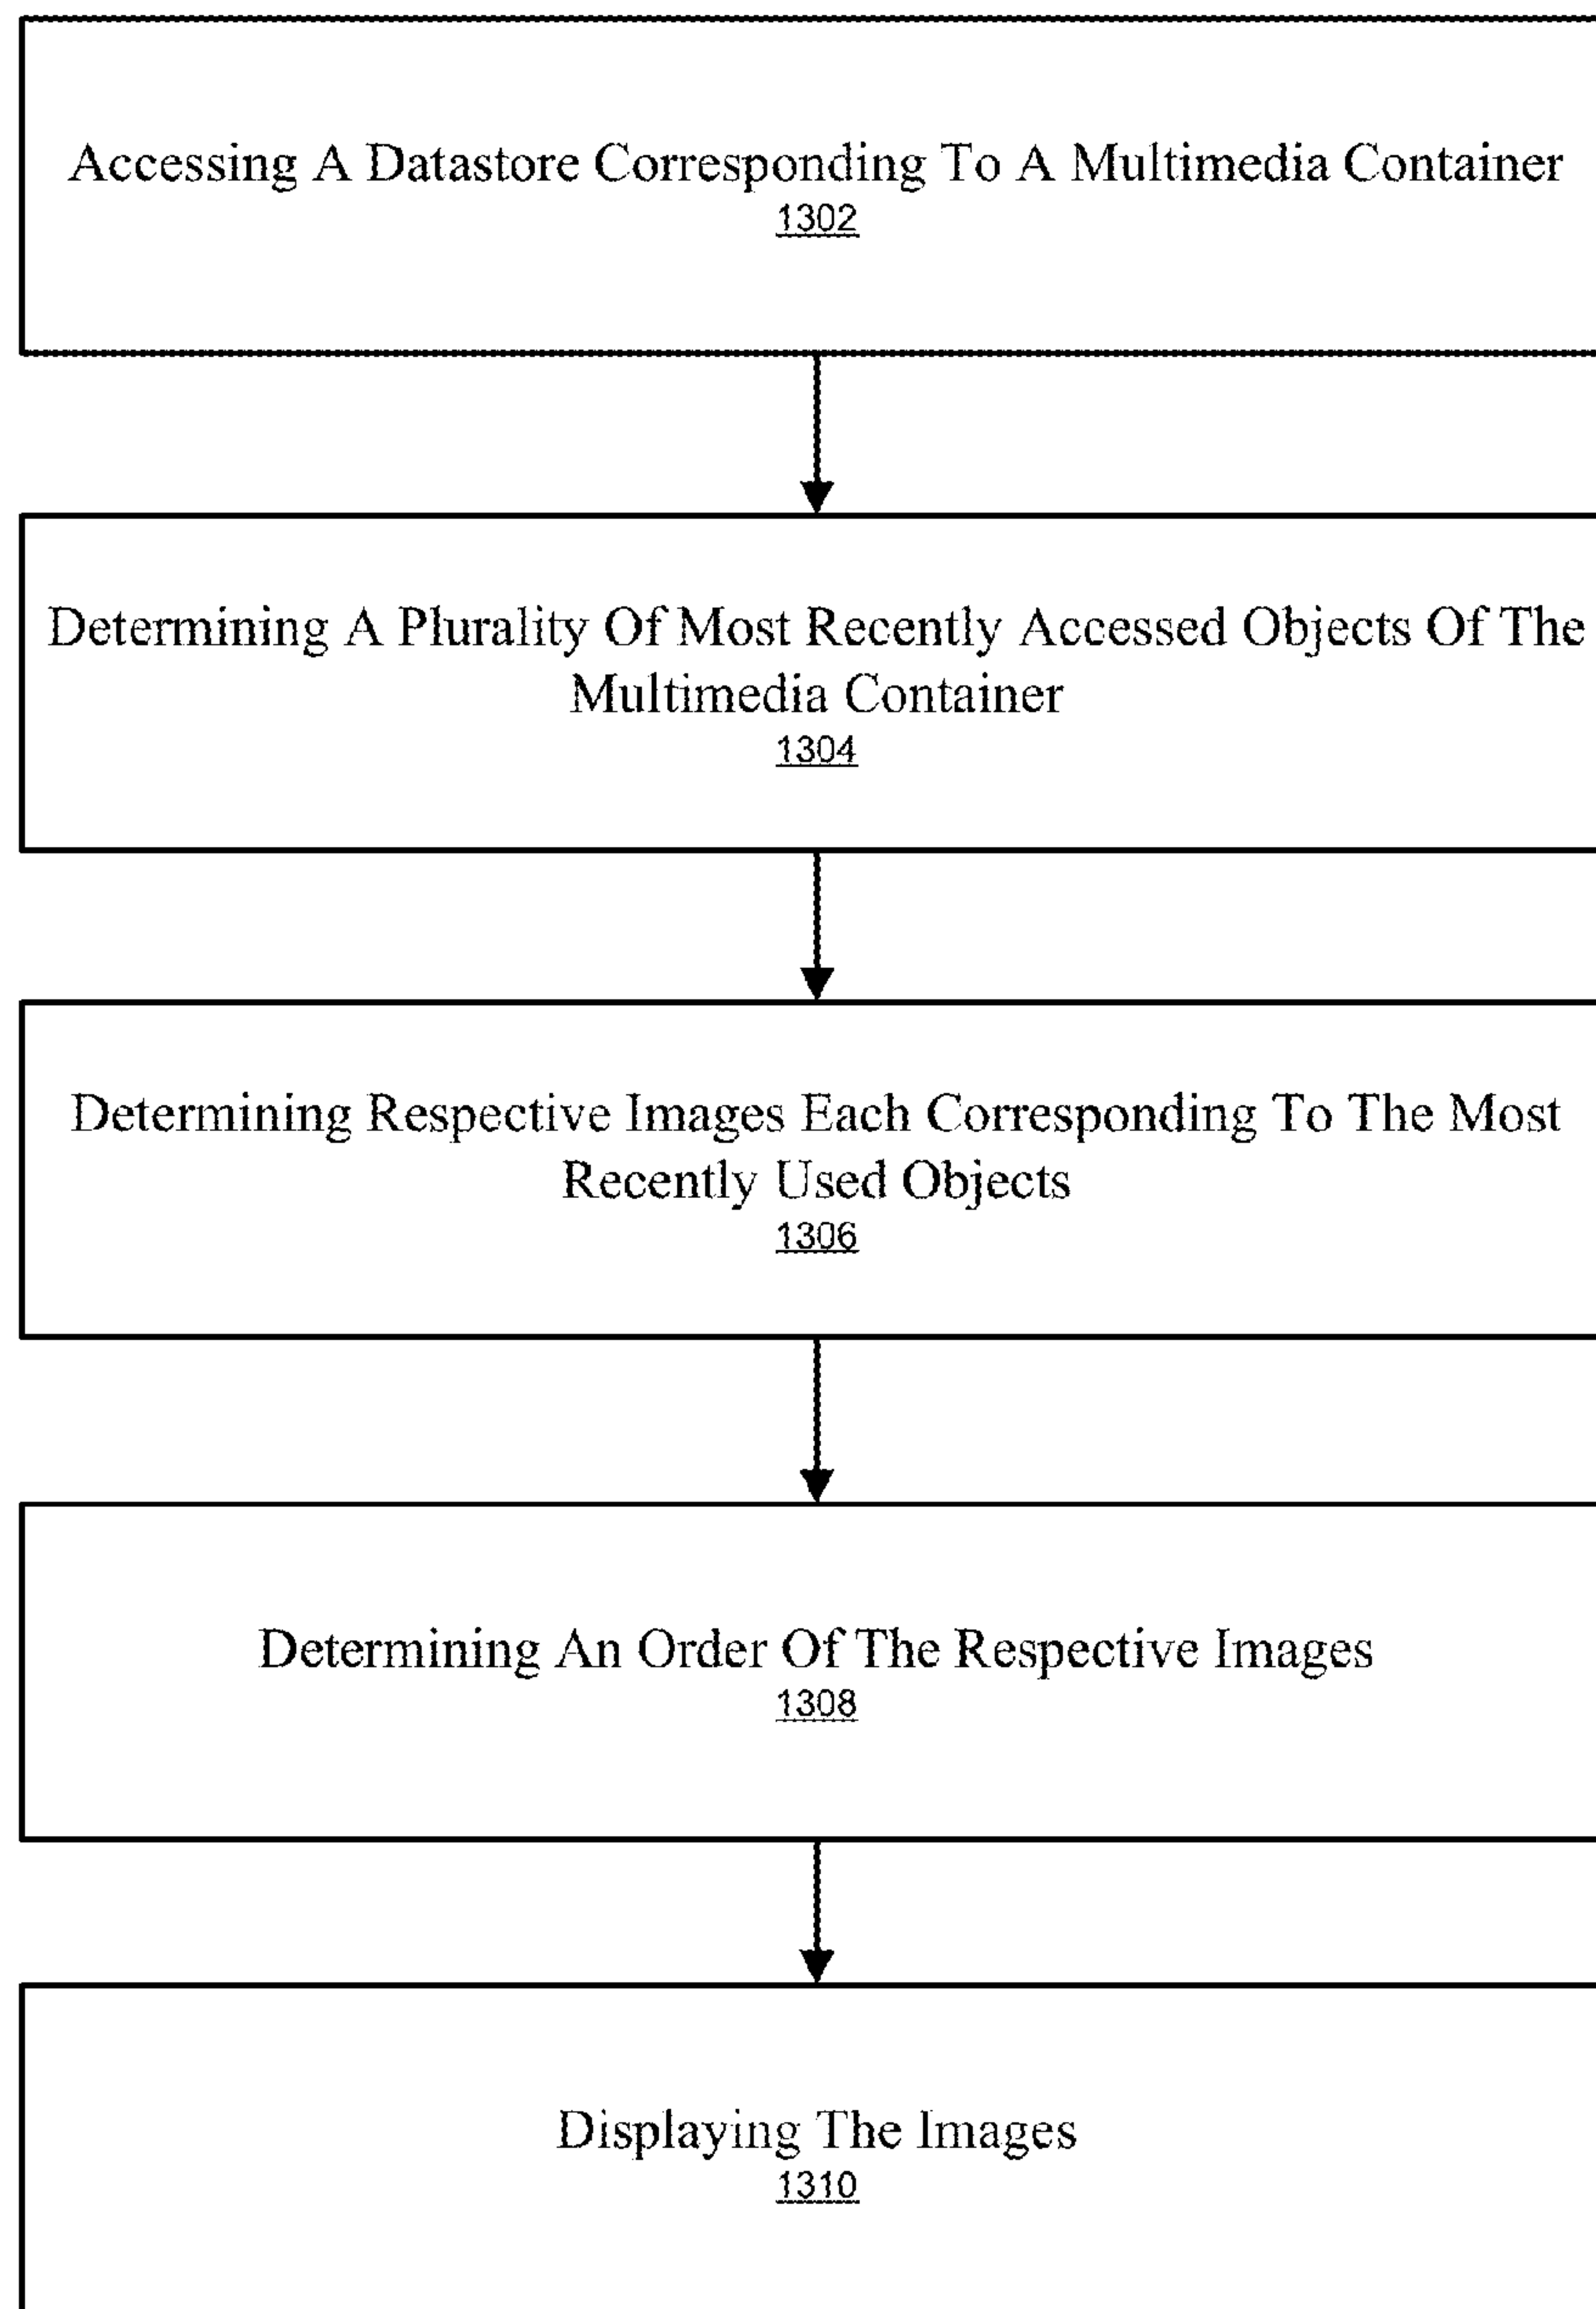 Accessing A Datastore Corresponding To A Multimedia Container
1302
Determining A Plurality Of Most Recently Accessed Objects Of The
Multimedia Container
1304
Determining Respective Images Each Corresponding To The Most
Recently Used Objects
1306
Determining An Order Of The Respective Images
1308
Displaying The Images
1310